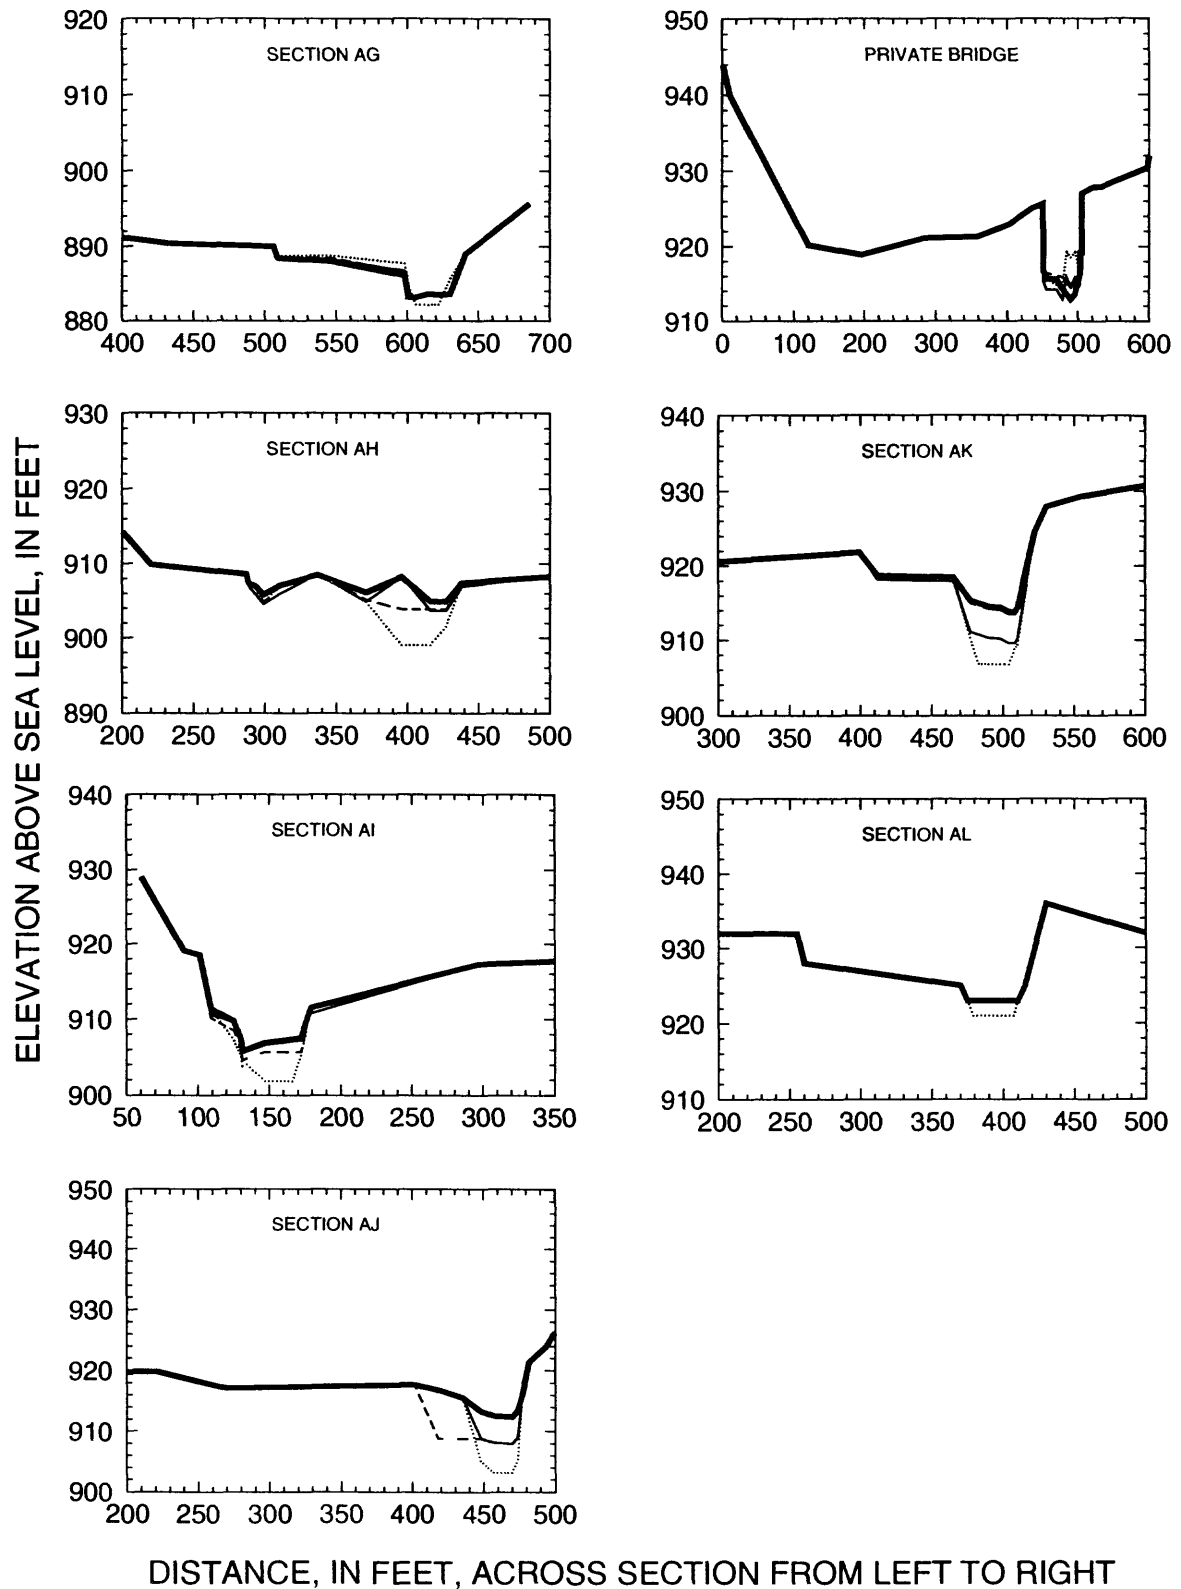 ELEVATION ABOVE SEA LEVEL, IN FEET
SECTION AG
920
910
900
890
880
400 450 500 550 600 650 700
PRIVATE BRIDGE
950
940
930
920
910
0 100 200 300 400 500 600
SECTION AH
930
920
910
900
890
200 250 300 350 400 450 500
SECTION AK
940
930
920
910
900
300 350 400 450 500 550 600
SECTION AI
940
930
920
910
900
50 100 150 200 250 300 350
SECTION AL
950
940
930
920
910
200 250 300 350 400 450 500
SECTION AJ
950
940
930
920
910
900
200 250 300 350 400 450 500
DISTANCE, IN FEET, ACROSS SECTION FROM LEFT TO RIGHT